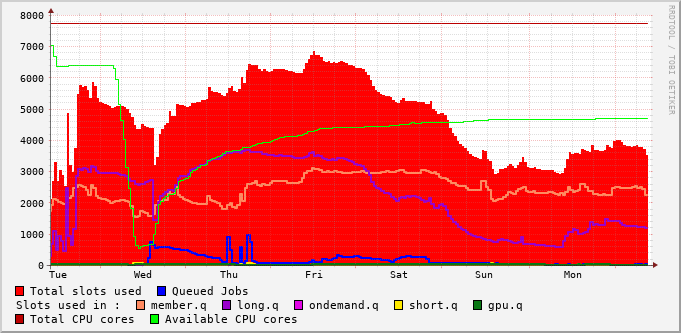 8000
7000
6000
5000
4000
3000
2000
1000
0
Tue Wed Thu Fri Sat Sun Mon
RRDTOOL / TOBI OETIKER
Total slots used Queued Jobs
Slots used in : member.q long.q ondemand.q short.q gpu.q
Total CPU cores Available CPU cores